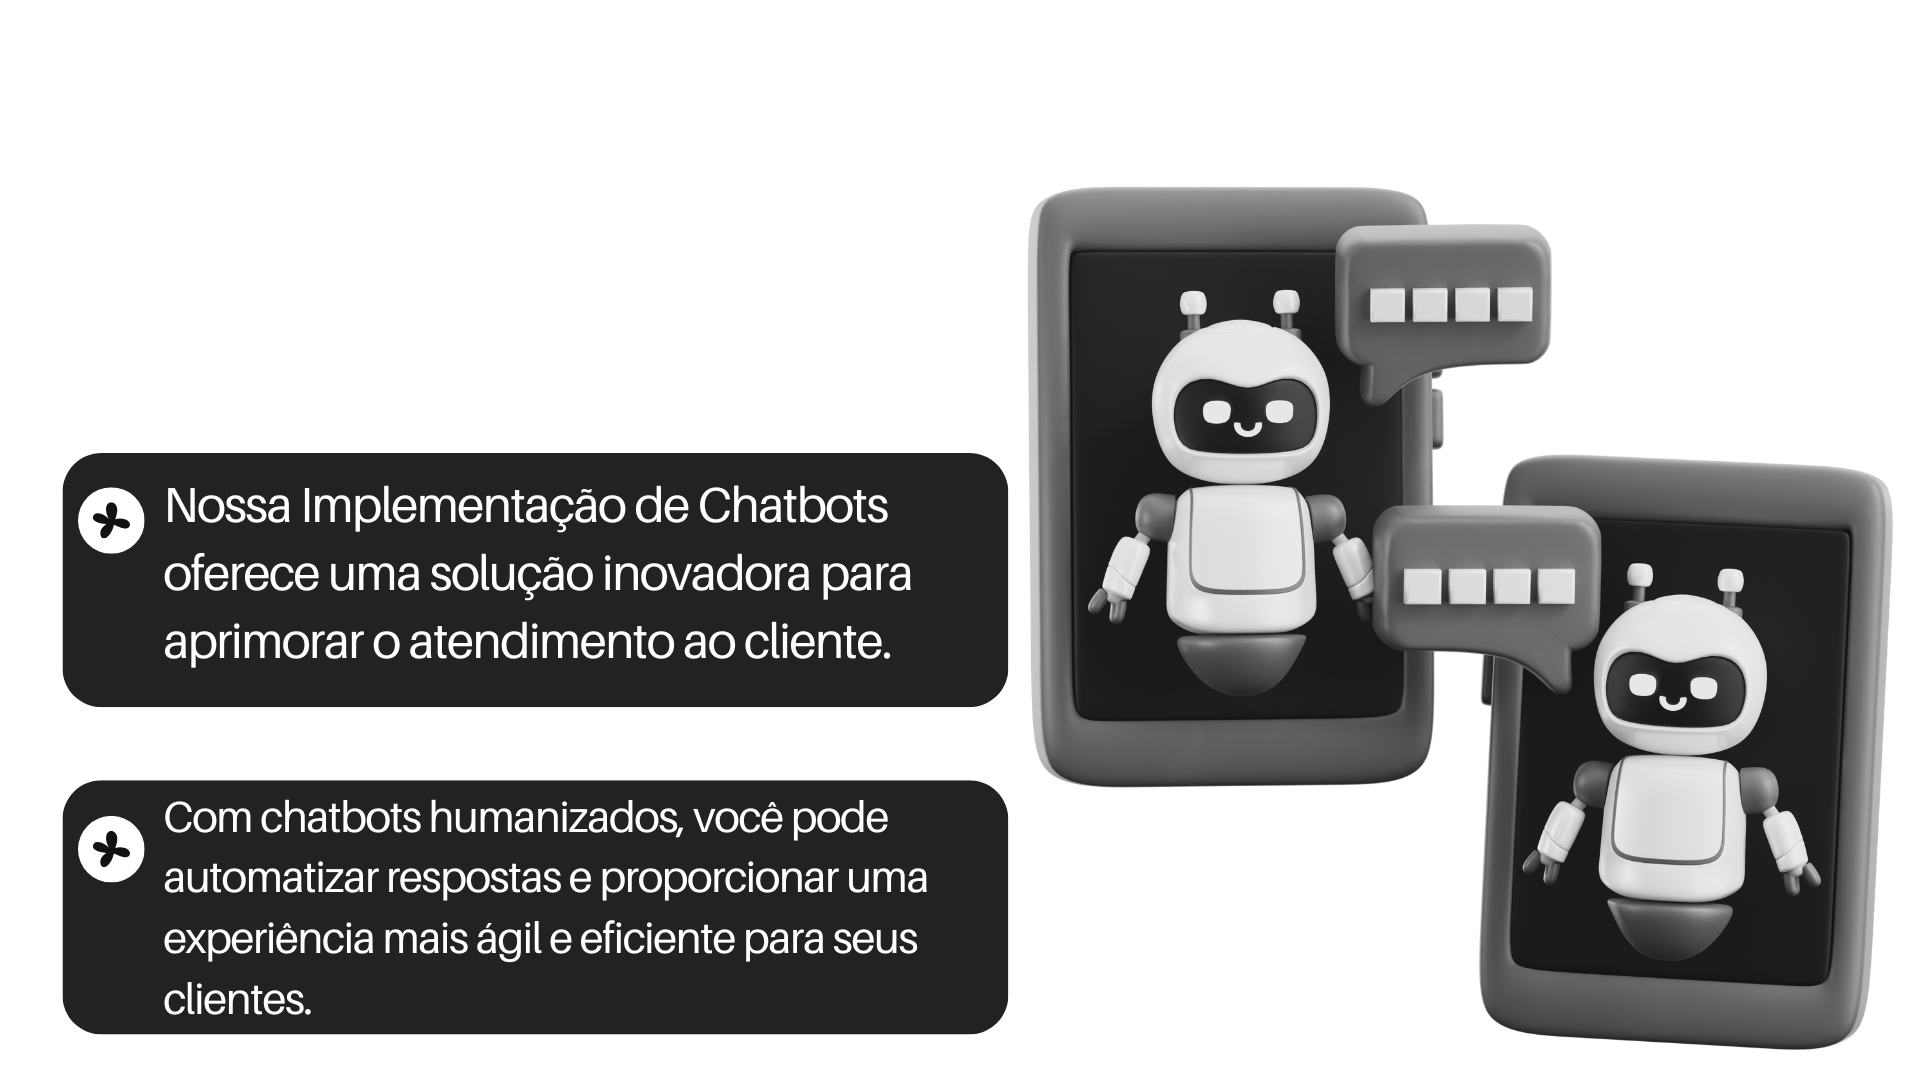 Nossa Implementação de Chatbots
oferece uma solução inovadora para
aprimorar o atendimento ao cliente.
Com chatbots humanizados, você pode
automatizar respostas e proporcionar uma
experiência mais ágil e eficiente para seus
clientes.